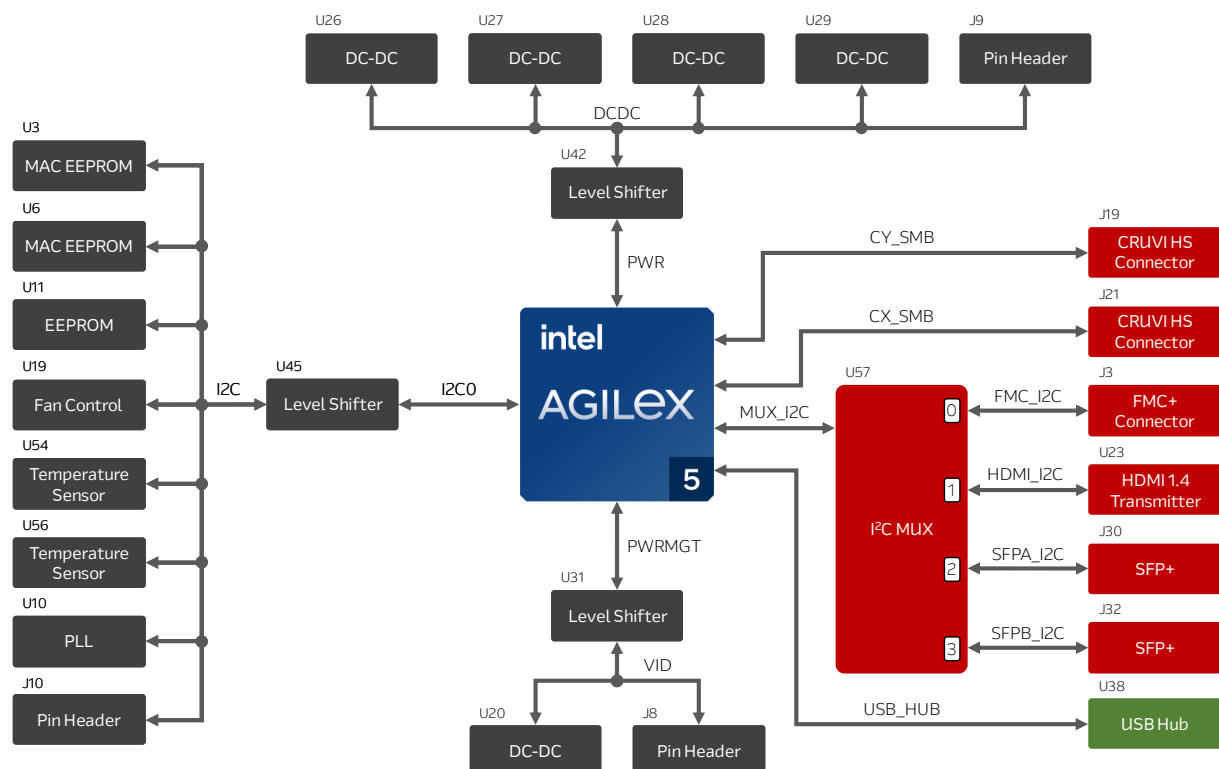 U26
DC-DC
U27
DC-DC
U28
DC-DC
U29
DC-DC
J9
Pin Header
DCDC
U42
Level Shifter
PWR
U3
MAC EEPROM
U6
MAC EEPROM
U11
EEPROM
U19
Fan Control
U54
Temperature
Sensor
U56
Temperature
Sensor
U10
PLL
J10
Pin Header
I2C
U45
Level Shifter
I2C0
intel
AGILEX
5
CY_SMB
J19
CRUVI HS
Connector
CX_SMB
J21
CRUVI HS
Connector
MUX_I2C
U57
I²C MUX
0
FMC_I2C
J3
FMC+
Connector
1
HDMI_I2C
U23
HDMI 1.4
Transmitter
2
SFPA_I2C
J30
SFP+
3
SFPB_I2C
J32
SFP+
USB_HUB
U38
USB Hub
PWRMGT
U31
Level Shifter
VID
U20
DC-DC
J8
Pin Header